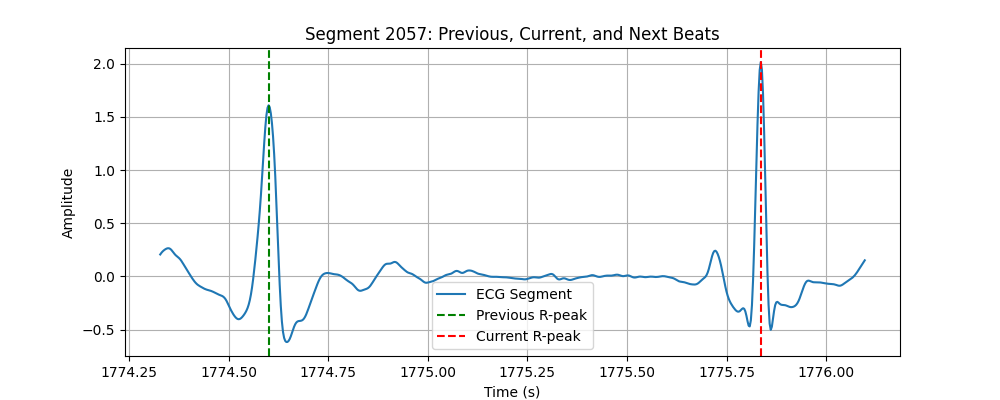 Segment 2057: Previous, Current, and Next Beats
2.0
1.5
1.0
0.5
0.0
−0.5
Amplitude
ECG Segment
Previous R-peak
Current R-peak
1774.25 1774.50 1774.75 1775.00 1775.25 1775.50 1775.75 1776.00
Time (s)